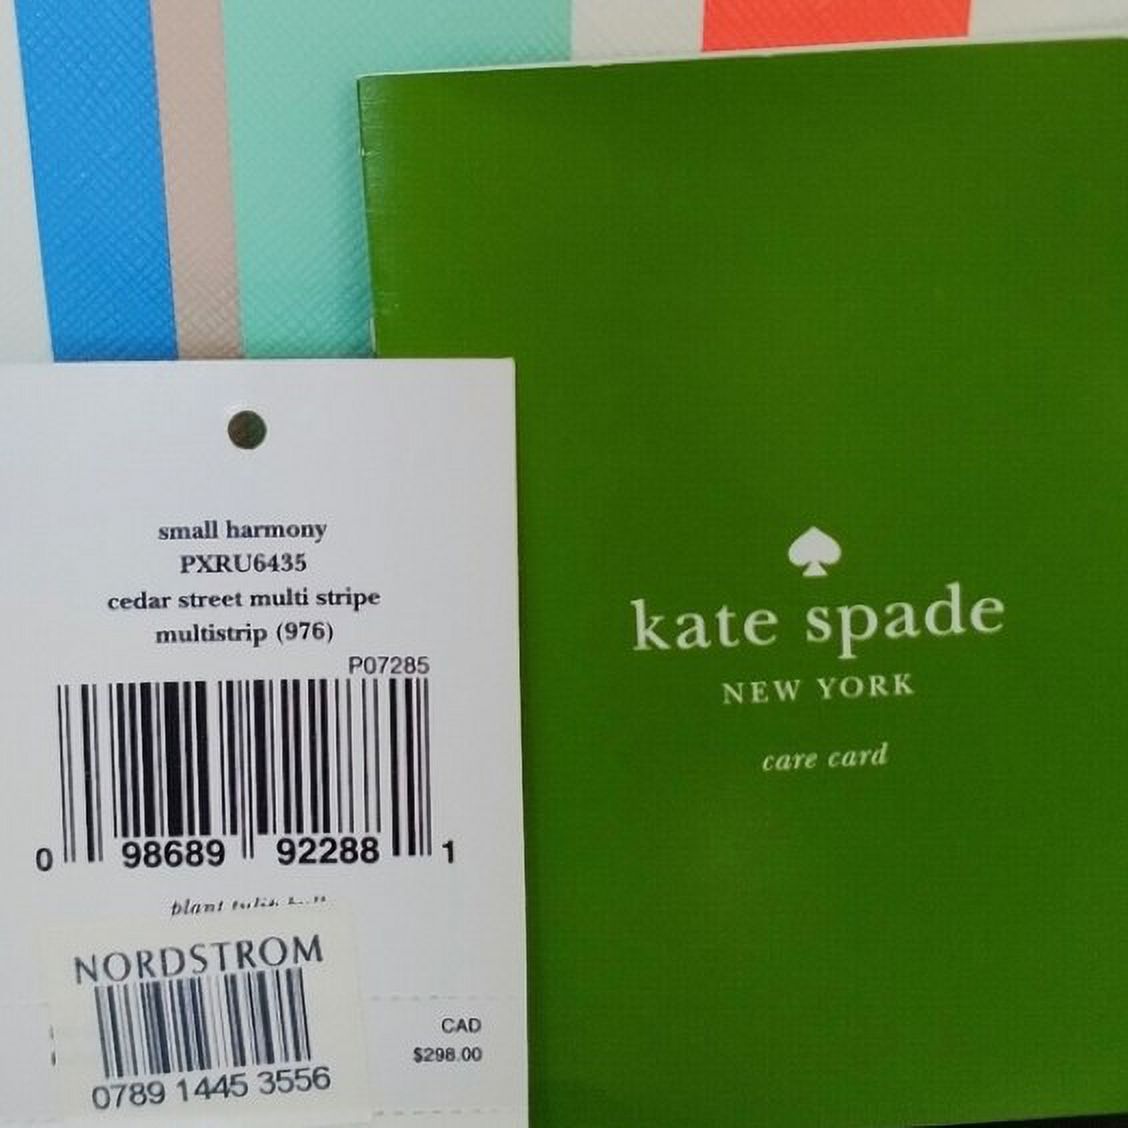 small harmony
PXRU6435
cedar street multi stripe
multistrip (976)
P07285
0 98689 92288 1
plant
NORDSTROM
0789 1445 3556
CAD
$298.00
kate spade
NEW YORK
care card